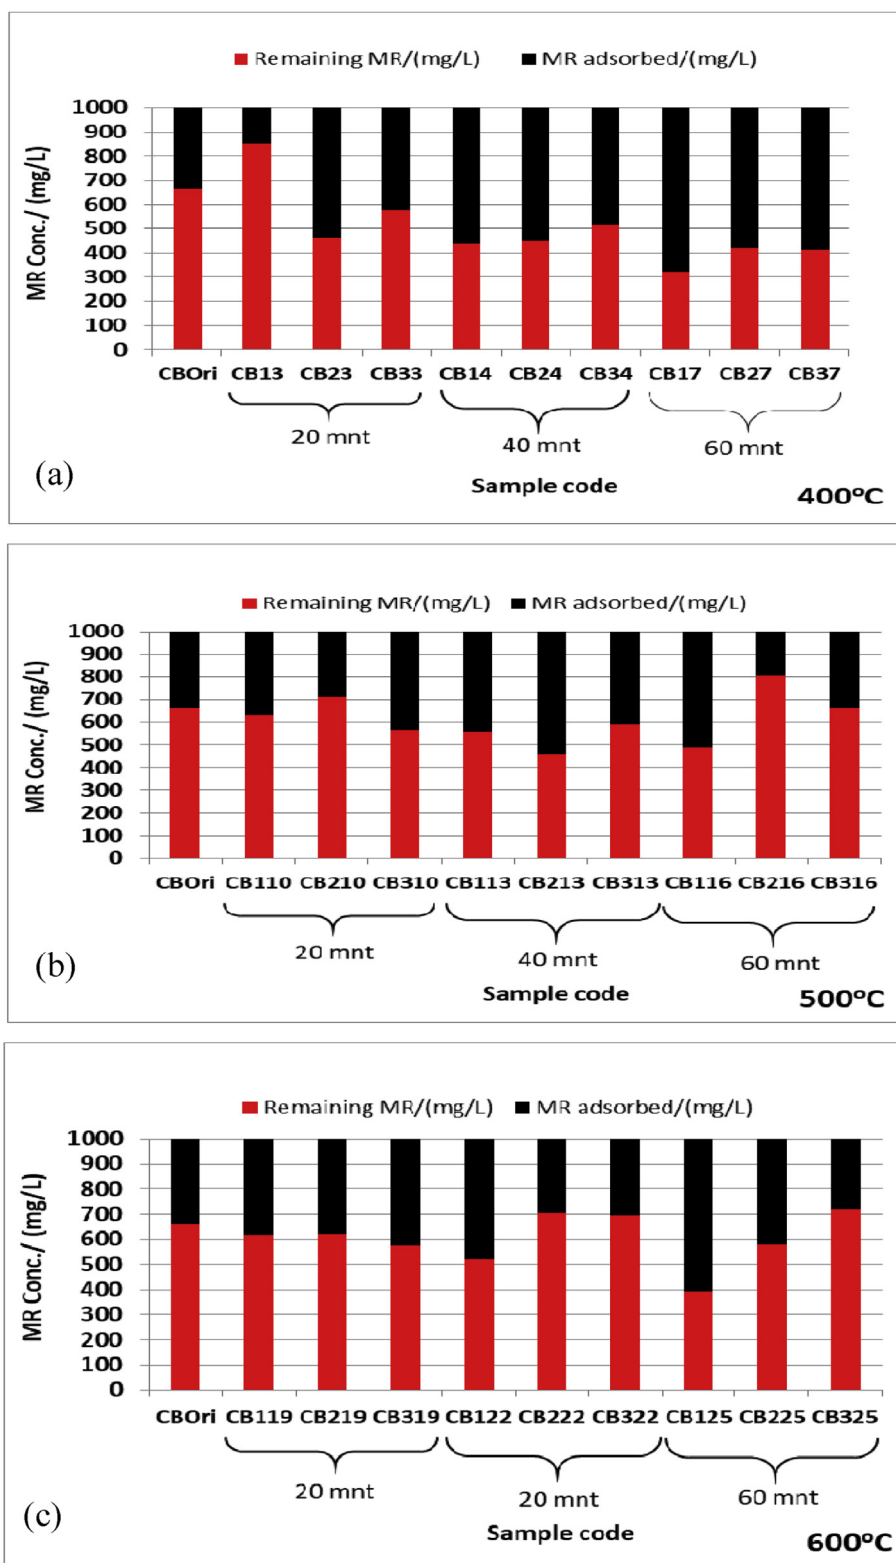 Remaining MR/(mg/L) MR adsorbed/(mg/L)
MR Conc./ (mg/L)
1000
900
800
700
600
500
400
300
200
100
0
CBOri CB13 CB23 CB33 CB14 CB24 CB34 CB17 CB27 CB37
20 mnt 40 mnt 60 mnt
(a)
Sample code
400°C
Remaining MR/(mg/L) MR adsorbed/(mg/L)
MR Conc./ (mg/L)
1000
900
800
700
600
500
400
300
200
100
0
CBOri CB110 CB210 CB310 CB113 CB213 CB313 CB116 CB216 CB316
20 mnt 40 mnt 60 mnt
(b)
Sample code
500°C
Remaining MR/(mg/L) MR adsorbed/(mg/L)
MR Conc./ (mg/L)
1000
900
800
700
600
500
400
300
200
100
0
CBOri CB119 CB219 CB319 CB122 CB222 CB322 CB125 CB225 CB325
20 mnt 20 mnt 60 mnt
(c)
Sample code
600°C